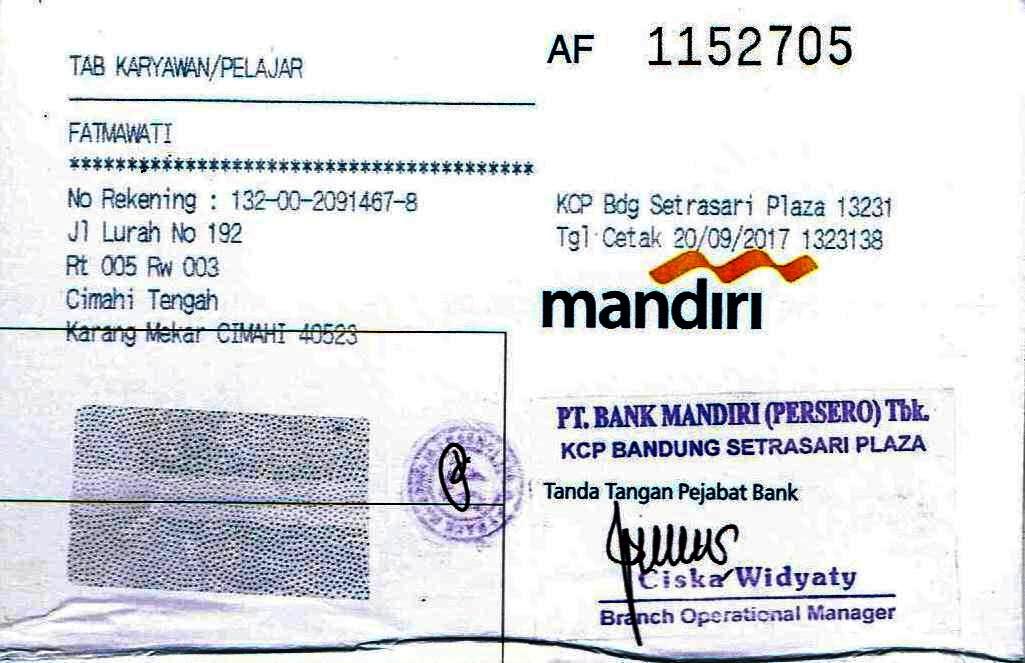 AF 1152705
TAB KARYAWAN/PELAJAR
FATMAWATI
****************************************
No Rekening : 132-00-2091467-8
Jl Lurah No 192
Rt 005 Rw 003
Cimahi Tengah
Karang Mekar CIMAHI 40523
KCP Bdg Setrasari Plaza 13231
Tgl Cetak 20/09/2017 1323138
mandiri
PT. BANK MANDIRI (PERSERO) Tbk.
KCP BANDUNG SETRASARI PLAZA
Tanda Tangan Pejabat Bank
Ciska Widyaty
Branch Operational Manager